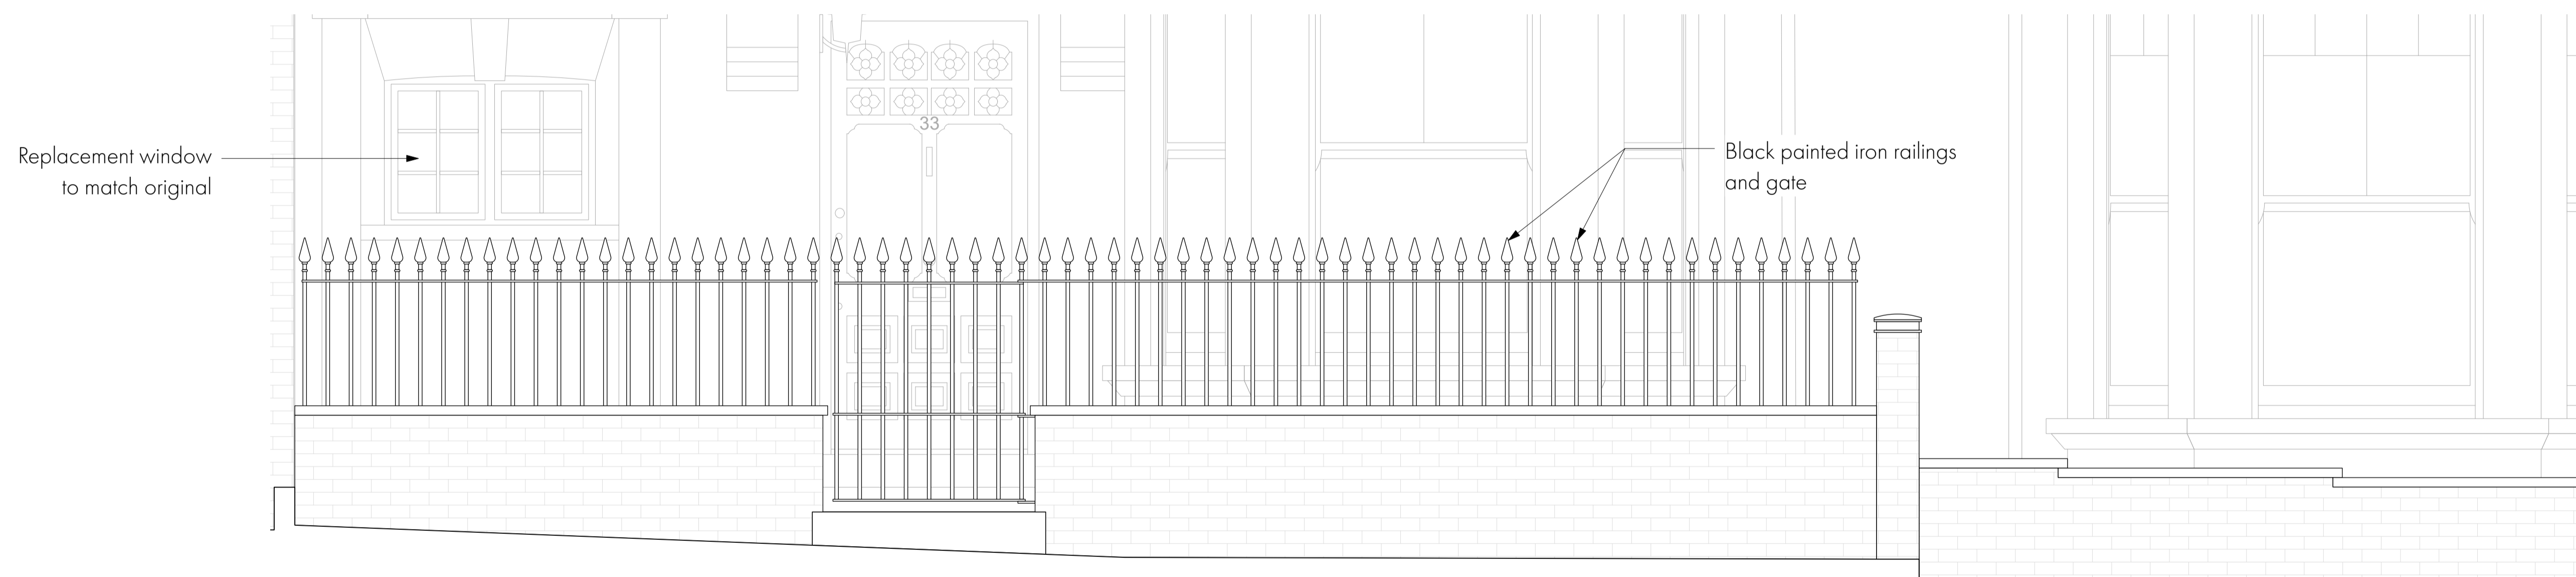 33
Replacement window
to match original
Black painted iron railings
and gate